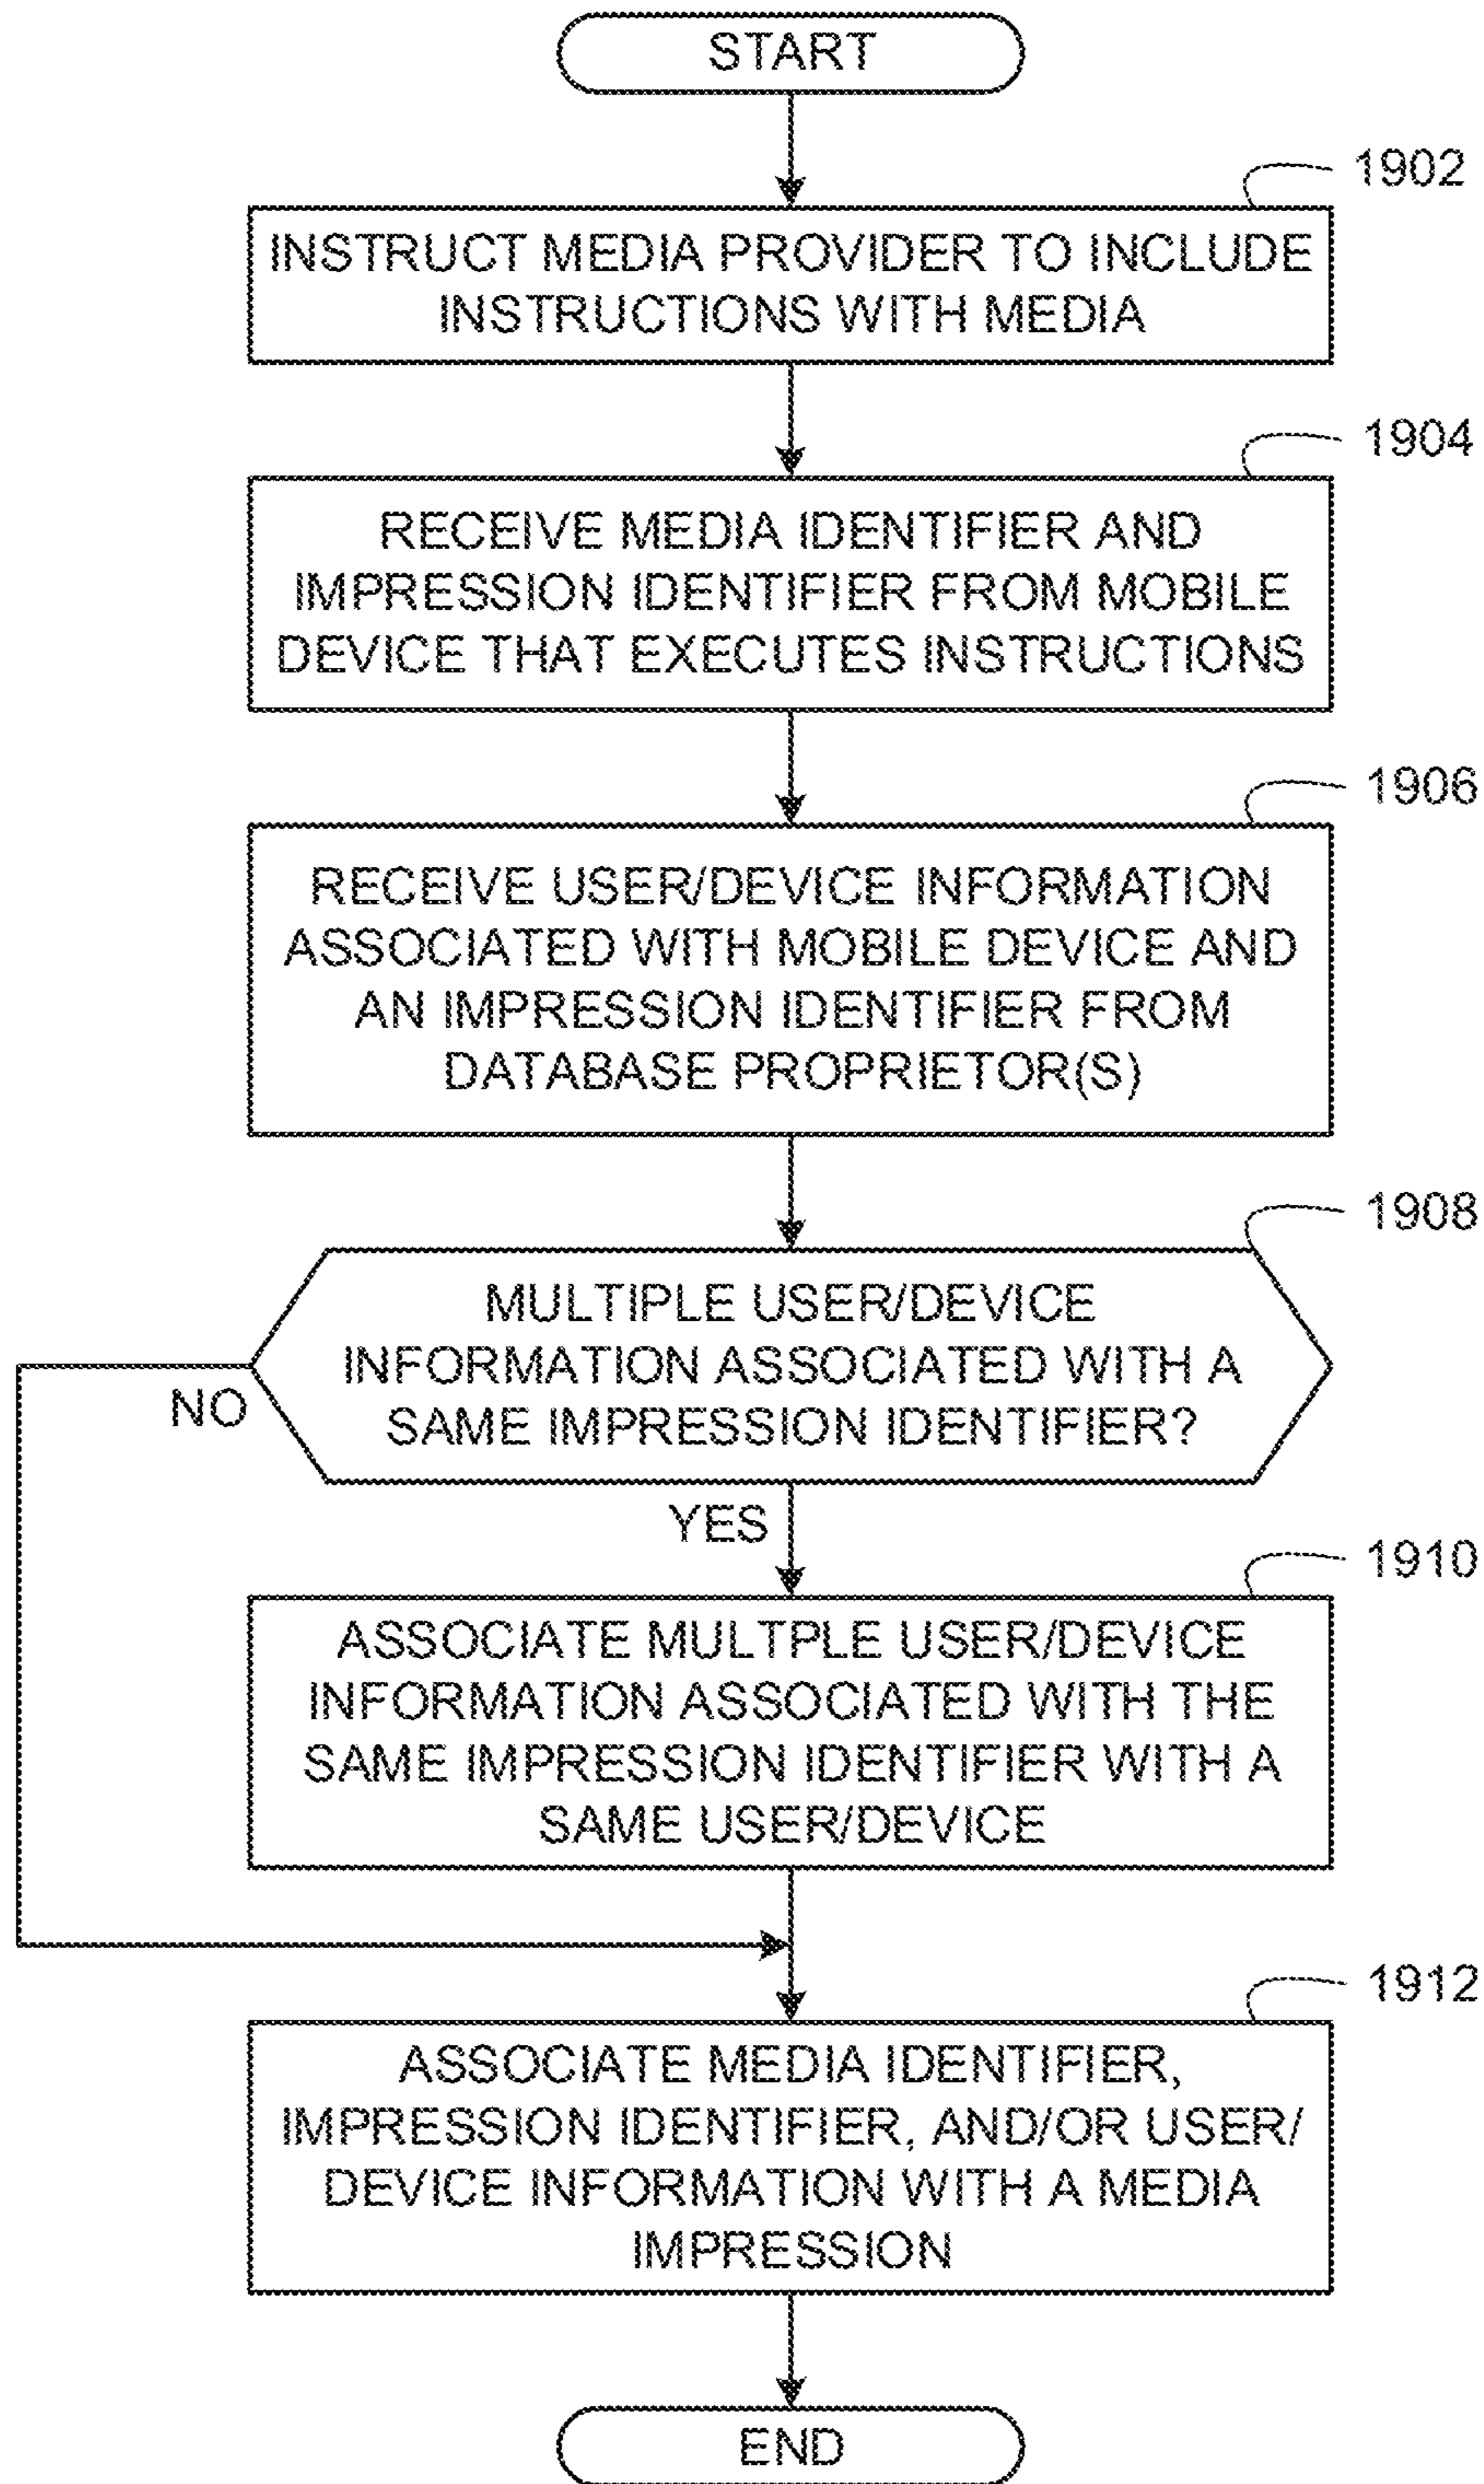 START
1902
INSTRUCT MEDIA PROVIDER TO INCLUDE
INSTRUCTIONS WITH MEDIA
1904
RECEIVE MEDIA IDENTIFIER AND
IMPRESSION IDENTIFIER FROM MOBILE
DEVICE THAT EXECUTES INSTRUCTIONS
1906
RECEIVE USER/DEVICE INFORMATION
ASSOCIATED WITH MOBILE DEVICE AND
AN IMPRESSION IDENTIFIER FROM
DATABASE PROPRIETOR(S)
1908
MULTIPLE USER/DEVICE
INFORMATION ASSOCIATED WITH A
SAME IMPRESSION IDENTIFIER?
NO
YES
1910
ASSOCIATE MULTPLE USER/DEVICE
INFORMATION ASSOCIATED WITH THE
SAME IMPRESSION IDENTIFIER WITH A
SAME USER/DEVICE
1912
ASSOCIATE MEDIA IDENTIFIER,
IMPRESSION IDENTIFIER, AND/OR USER/
DEVICE INFORMATION WITH A MEDIA
IMPRESSION
END